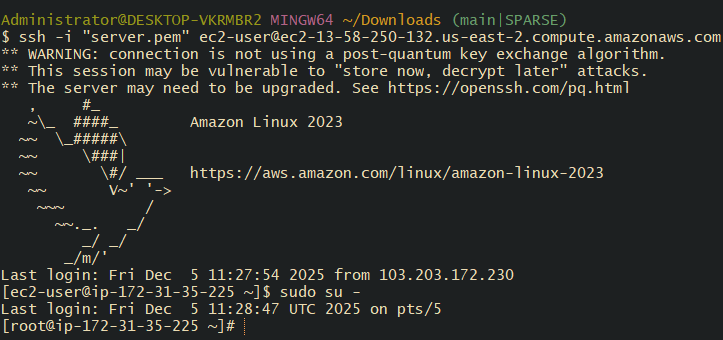 Administrator@DESKTOP-VKRMBR2 MINGW64 ~/Downloads (main|SPARSE)
$ ssh -i "server.pem" ec2-user@ec2-13-58-250-132.us-east-2.compute.amazonaws.com
** WARNING: connection is not using a post-quantum key exchange algorithm.
** This session may be vulnerable to "store now, decrypt later" attacks.
** The server may need to be upgraded. See https://openssh.com/pq.html
   ,     #_
   ~\_  ####_        Amazon Linux 2023
  ~~  \_#####\
  ~~     \###|
  ~~       \#/ ___   https://aws.amazon.com/linux/amazon-linux-2023
   ~~       V~' '->
    ~~~         /
      ~~._.   _/
         _/ _/
       _/m/'
Last login: Fri Dec  5 11:27:54 2025 from 103.203.172.230
[ec2-user@ip-172-31-35-225 ~]$ sudo su -
Last login: Fri Dec  5 11:28:47 UTC 2025 on pts/5
[root@ip-172-31-35-225 ~]#